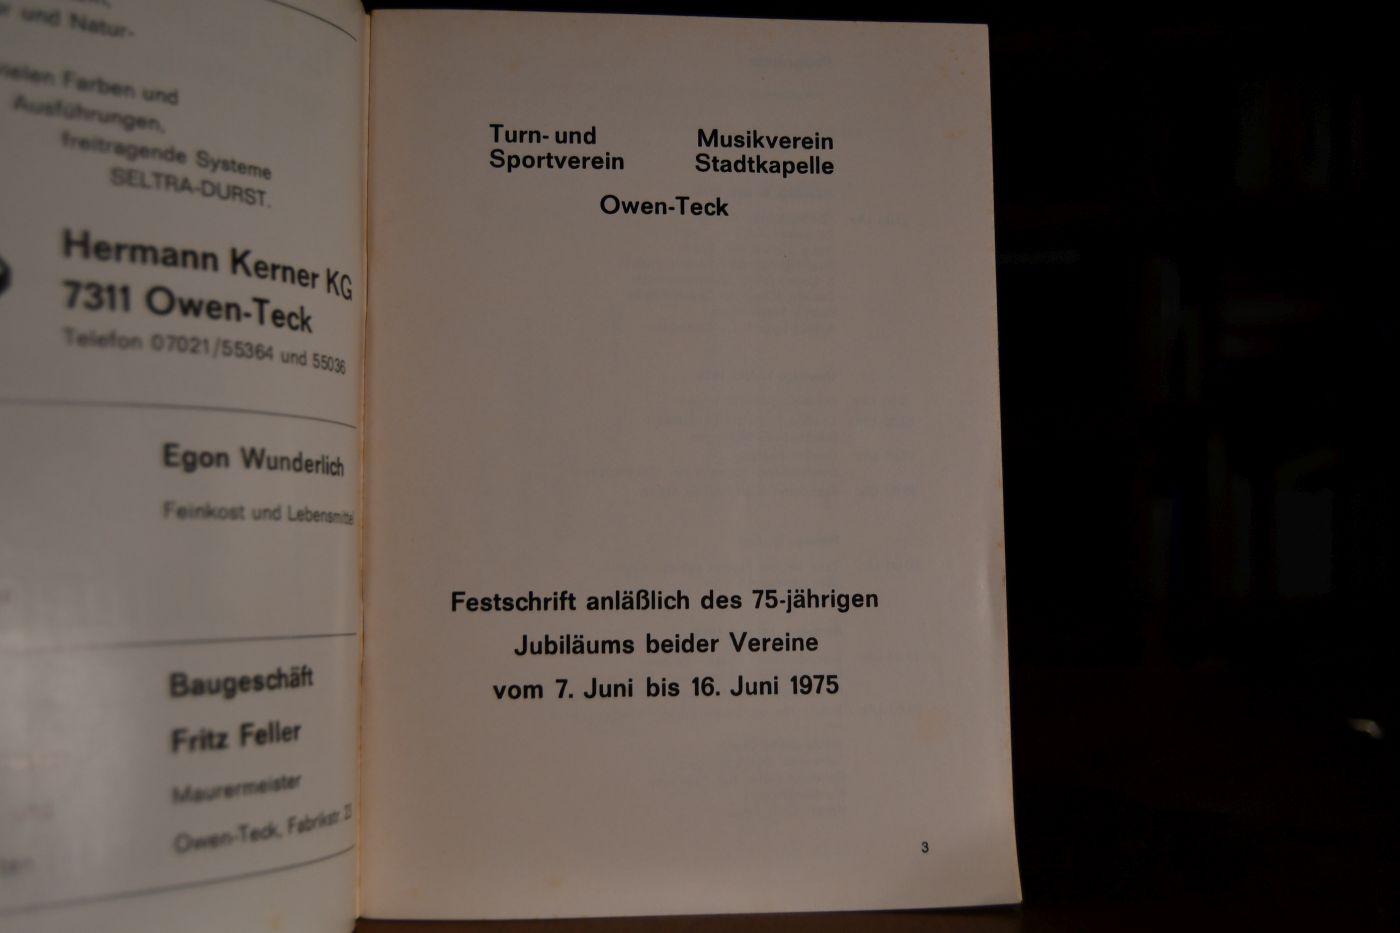 und Natur-
vielen Farben und
Ausführungen,
freitragende Systeme
SELTRA-DURST.
Hermann Kerner KG
7311 Owen-Teck
Telefon 07021/55364 und 55036
Egon Wunderlich
Feinkost und Lebensmittel
Baugeschäft
Fritz Feller
Maurermeister
Owen-Teck, Fabrikstr. 23
Turn- und
Sportverein
Musikverein
Stadtkapelle
Owen-Teck
Festschrift anläßlich des 75-jährigen
Jubiläums beider Vereine
vom 7. Juni bis 16. Juni 1975
3